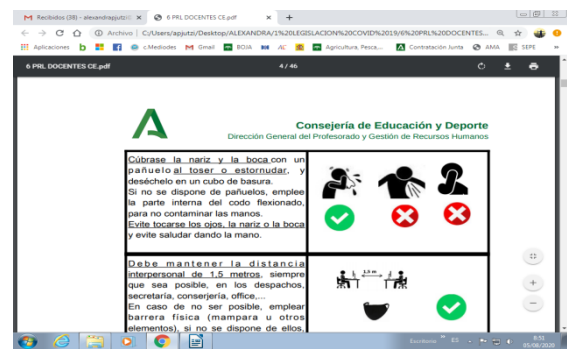 Recibidos (38) - alexandrapjutzi©
6 PRL DOCENTES CE.pdf
Archivo | C:/Users/apjutzi/Desktop/ALEXANDRA/1%20LEGISLACION%20COVID%2019/6%20PRL%20DOCENTES...
Aplicaciones
c.Mediodes
Gmail
BOJA
Agricultura, Pesca,...
Contratación Junta
AMA
SEPE
6 PRL DOCENTES CE.pdf
4 / 46
Consejería de Educación y Deporte
Dirección General del Profesorado y Gestión de Recursos Humanos
Cúbrase la nariz y la boca con un
pañuelo al toser o estornudar, y
deséchelo en un cubo de basura.
Si no se dispone de pañuelos, emplee
la parte interna del codo flexionado,
para no contaminar las manos.
Evite tocarse los ojos, la nariz o la boca
y evite saludar dando la mano.
Debe mantener la distancia
interpersonal de 1,5 metros, siempre
que sea posible, en los despachos,
secretaría, conserjería, office,...
En caso de no ser posible, emplear
barrera física (mampara u otros
elementos), si no se dispone de ellos,
1,5 m
Escritorio
ES
8:51
05/08/2020